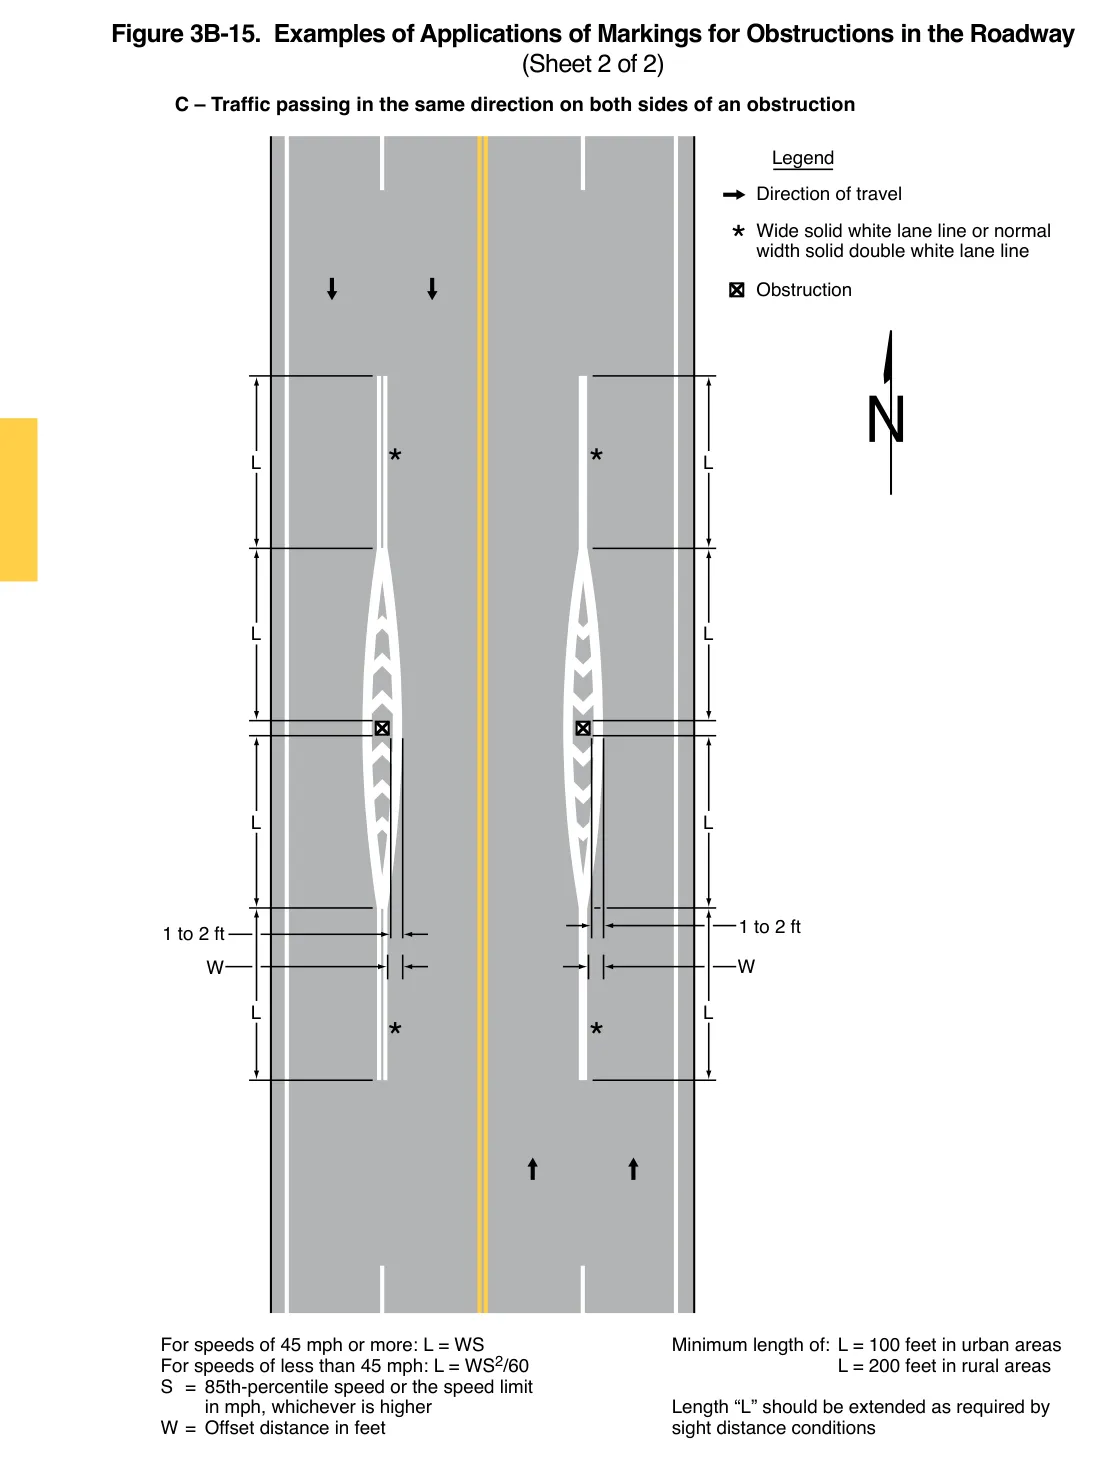 Figure 3B-15. Examples of Applications of Markings for Obstructions in the Roadway
(Sheet 2 of 2)
C – Traffic passing in the same direction on both sides of an obstruction
Legend
Direction of travel
* Wide solid white lane line or normal
width solid double white lane line
Obstruction
N
* *
L L
L L
L L
1 to 2 ft 1 to 2 ft
W W
L L
* *
For speeds of 45 mph or more: L = WS
For speeds of less than 45 mph: L = WS²/60
S = 85th-percentile speed or the speed limit
in mph, whichever is higher
W = Offset distance in feet
Minimum length of: L = 100 feet in urban areas
L = 200 feet in rural areas
Length “L” should be extended as required by
sight distance conditions